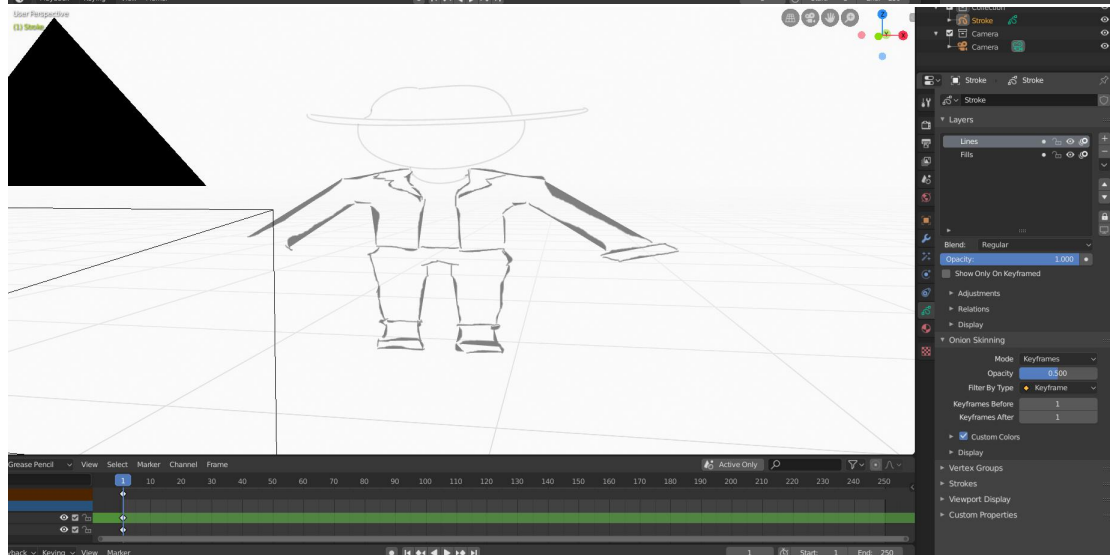 User Perspective
(1) Stroke
Collection
Stroke
Camera
Camera
Stroke Stroke
Stroke
Layers
Lines
Fills
Blend: Regular
Opacity: 1.000
Show Only On Keyframed
Adjustments
Relations
Display
Onion Skinning
Mode Keyframes
Opacity 0.500
Filter By Type Keyframe
Keyframes Before 1
Keyframes After 1
Custom Colors
Display
Vertex Groups
Strokes
Viewport Display
Custom Properties
Grease Pencil View Select Marker Channel Frame Active Only
1 10 20 30 40 50 60 70 80 90 100 110 120 130 140 150 160 170 180 190 200 210 220 230 240 250
yback Keying View Marker 1 Start: 1 End: 250